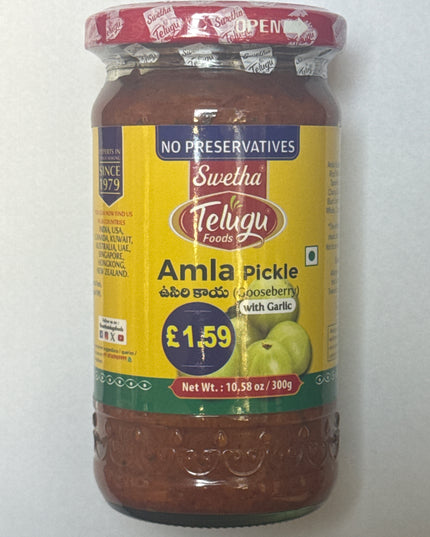 Swetha
Telugu
OPEN
NO PRESERVATIVES
Swetha
Telugu
Foods
Amla Pickle
ఉసిరి కాయ (Gooseberry)
with Garlic
£1.59
Net Wt. : 10.58 oz / 300g
SINCE
1979
INDIA, USA,
CANADA, KUWAIT,
AUSTRALIA, UAE,
SINGAPORE,
HONGKONG,
NEW ZEALAND.